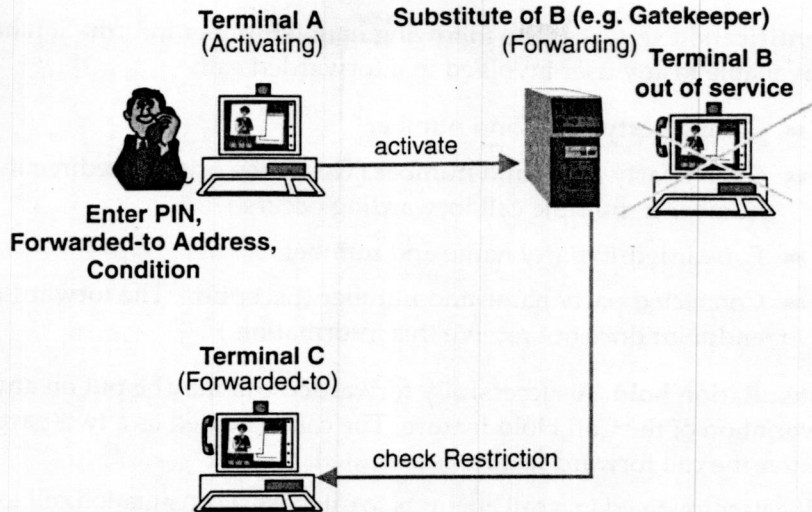 Terminal A
(Activating)
Substitute of B (e.g. Gatekeeper)
(Forwarding)
Terminal B
out of service
activate
Enter PIN,
Forwarded-to Address,
Condition
Terminal C
(Forwarded-to)
check Restriction